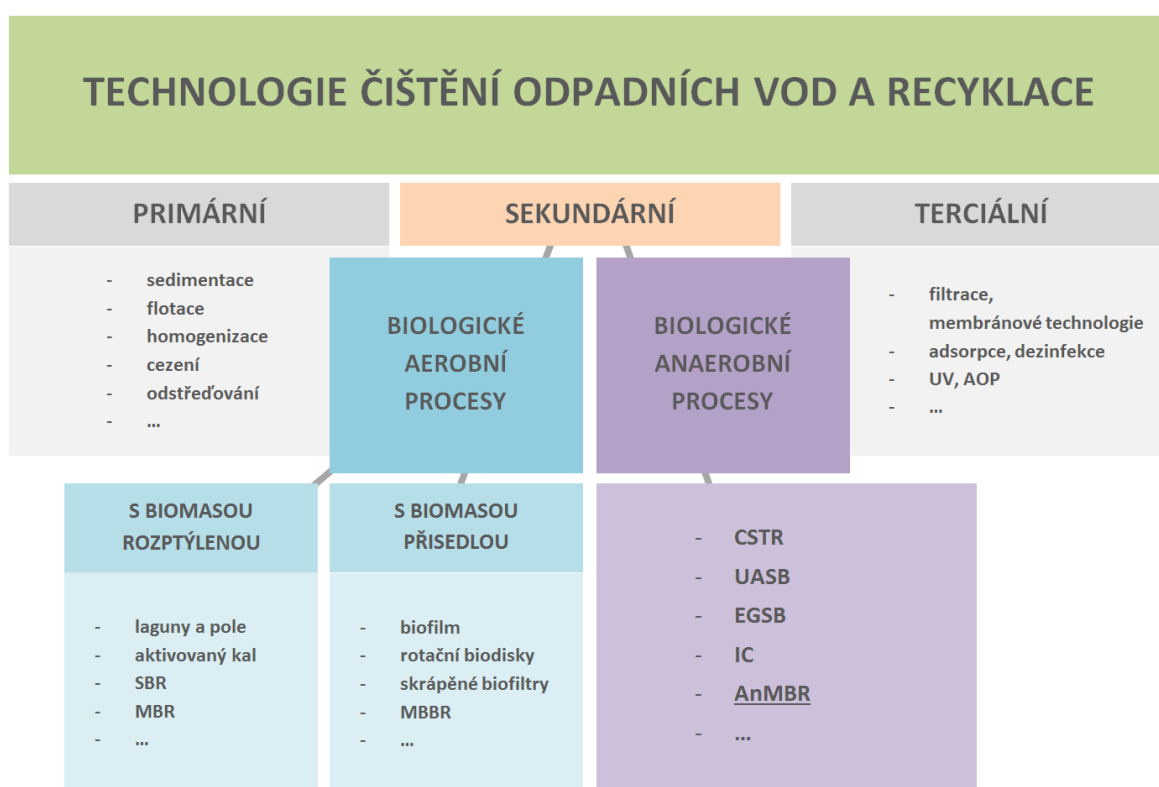 TECHNOLOGIE ČIŠTĚNÍ ODPADNÍCH VOD A RECYKLACE
PRIMÁRNÍ
- sedimentace
- flotace
- homogenizace
- cezení
- odstřeďování
- ...
SEKUNDÁRNÍ
BIOLOGICKÉ
AEROBNÍ
PROCESY
BIOLOGICKÉ
ANAEROBNÍ
PROCESY
TERCIÁLNÍ
- filtrace,
membránové technologie
- adsorpce, dezinfekce
- UV, AOP
- ...
S BIOMASOU
ROZPTÝLENOU
- laguny a pole
- aktivovaný kal
- SBR
- MBR
- ...
S BIOMASOU
PŘISEDLOU
- biofilm
- rotační biodisky
- skrápěné biofiltry
- MBBR
- ...
- CSTR
- UASB
- EGSB
- IC
- AnMBR
- ...